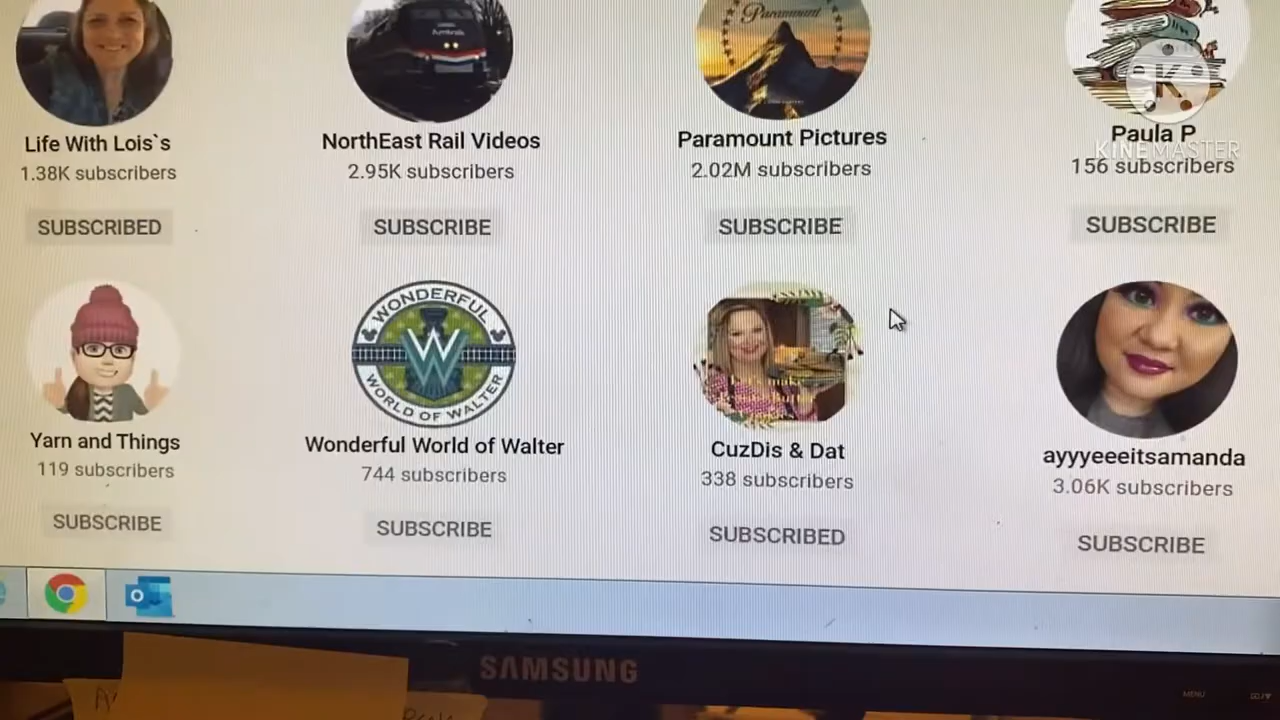 Paramount
Life With Lois`s
1.38K subscribers
SUBSCRIBED
NorthEast Rail Videos
2.95K subscribers
SUBSCRIBE
Paramount Pictures
2.02M subscribers
SUBSCRIBE
K
Paula P
KINEMASTER
156 subscribers
SUBSCRIBE
Yarn and Things
119 subscribers
SUBSCRIBE
WONDERFUL
W
WORLD OF WALTER
Wonderful World of Walter
744 subscribers
SUBSCRIBE
CuzDis & Dat
338 subscribers
SUBSCRIBED
ayyyeeeitsamanda
3.06K subscribers
SUBSCRIBE
SAMSUNG
MENU